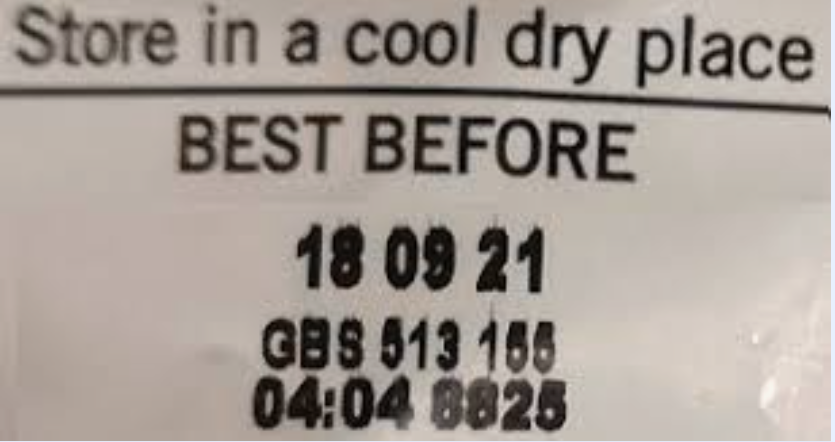 Store in a cool dry place
BEST BEFORE
18 09 21
GBS 513
04:04